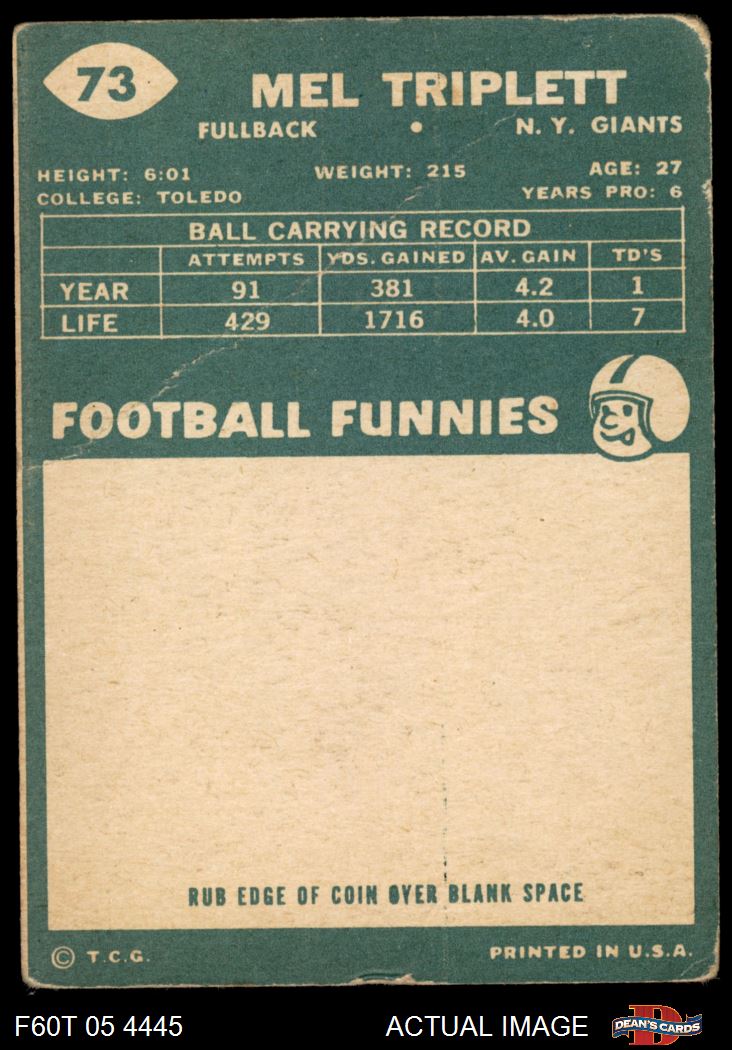 73
MEL TRIPLETT
FULLBACK • N. Y. GIANTS
HEIGHT: 6:01 WEIGHT: 215 AGE: 27
COLLEGE: TOLEDO YEARS PRO: 6
BALL CARRYING RECORD
ATTEMPTS YDS. GAINED AV. GAIN TD'S
YEAR 91 381 4.2 1
LIFE 429 1716 4.0 7
FOOTBALL FUNNIES
RUB EDGE OF COIN OVER BLANK SPACE
© T.C.G. PRINTED IN U.S.A.
F60T 05 4445 ACTUAL IMAGE D DEAN'S CARDS